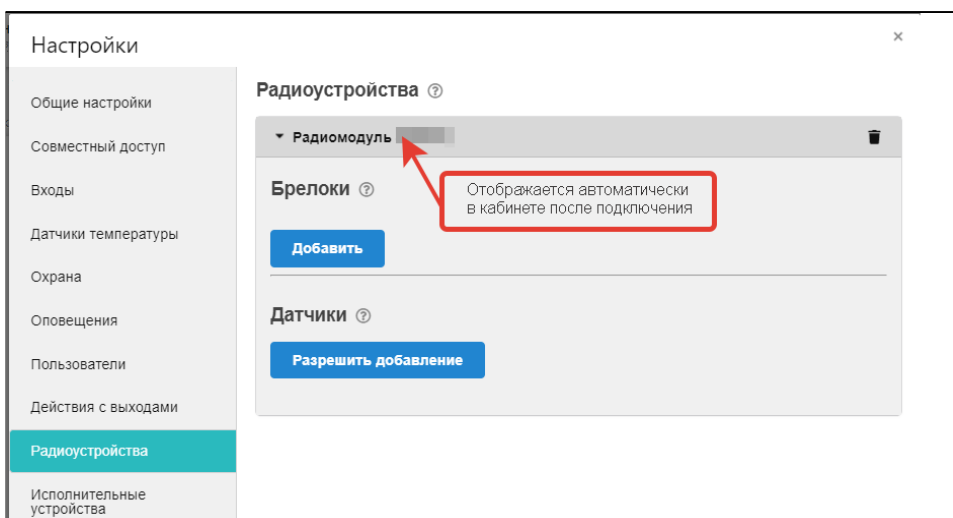 Настройки
×
Общие настройки
Совместный доступ
Входы
Датчики температуры
Охрана
Оповещения
Пользователи
Действия с выходами
Радиоустройства
Исполнительные
устройства
Радиоустройства ?
Радиомодуль
Брелоки ?
Отображается автоматически
в кабинете после подключения
Добавить
Датчики ?
Разрешить добавление